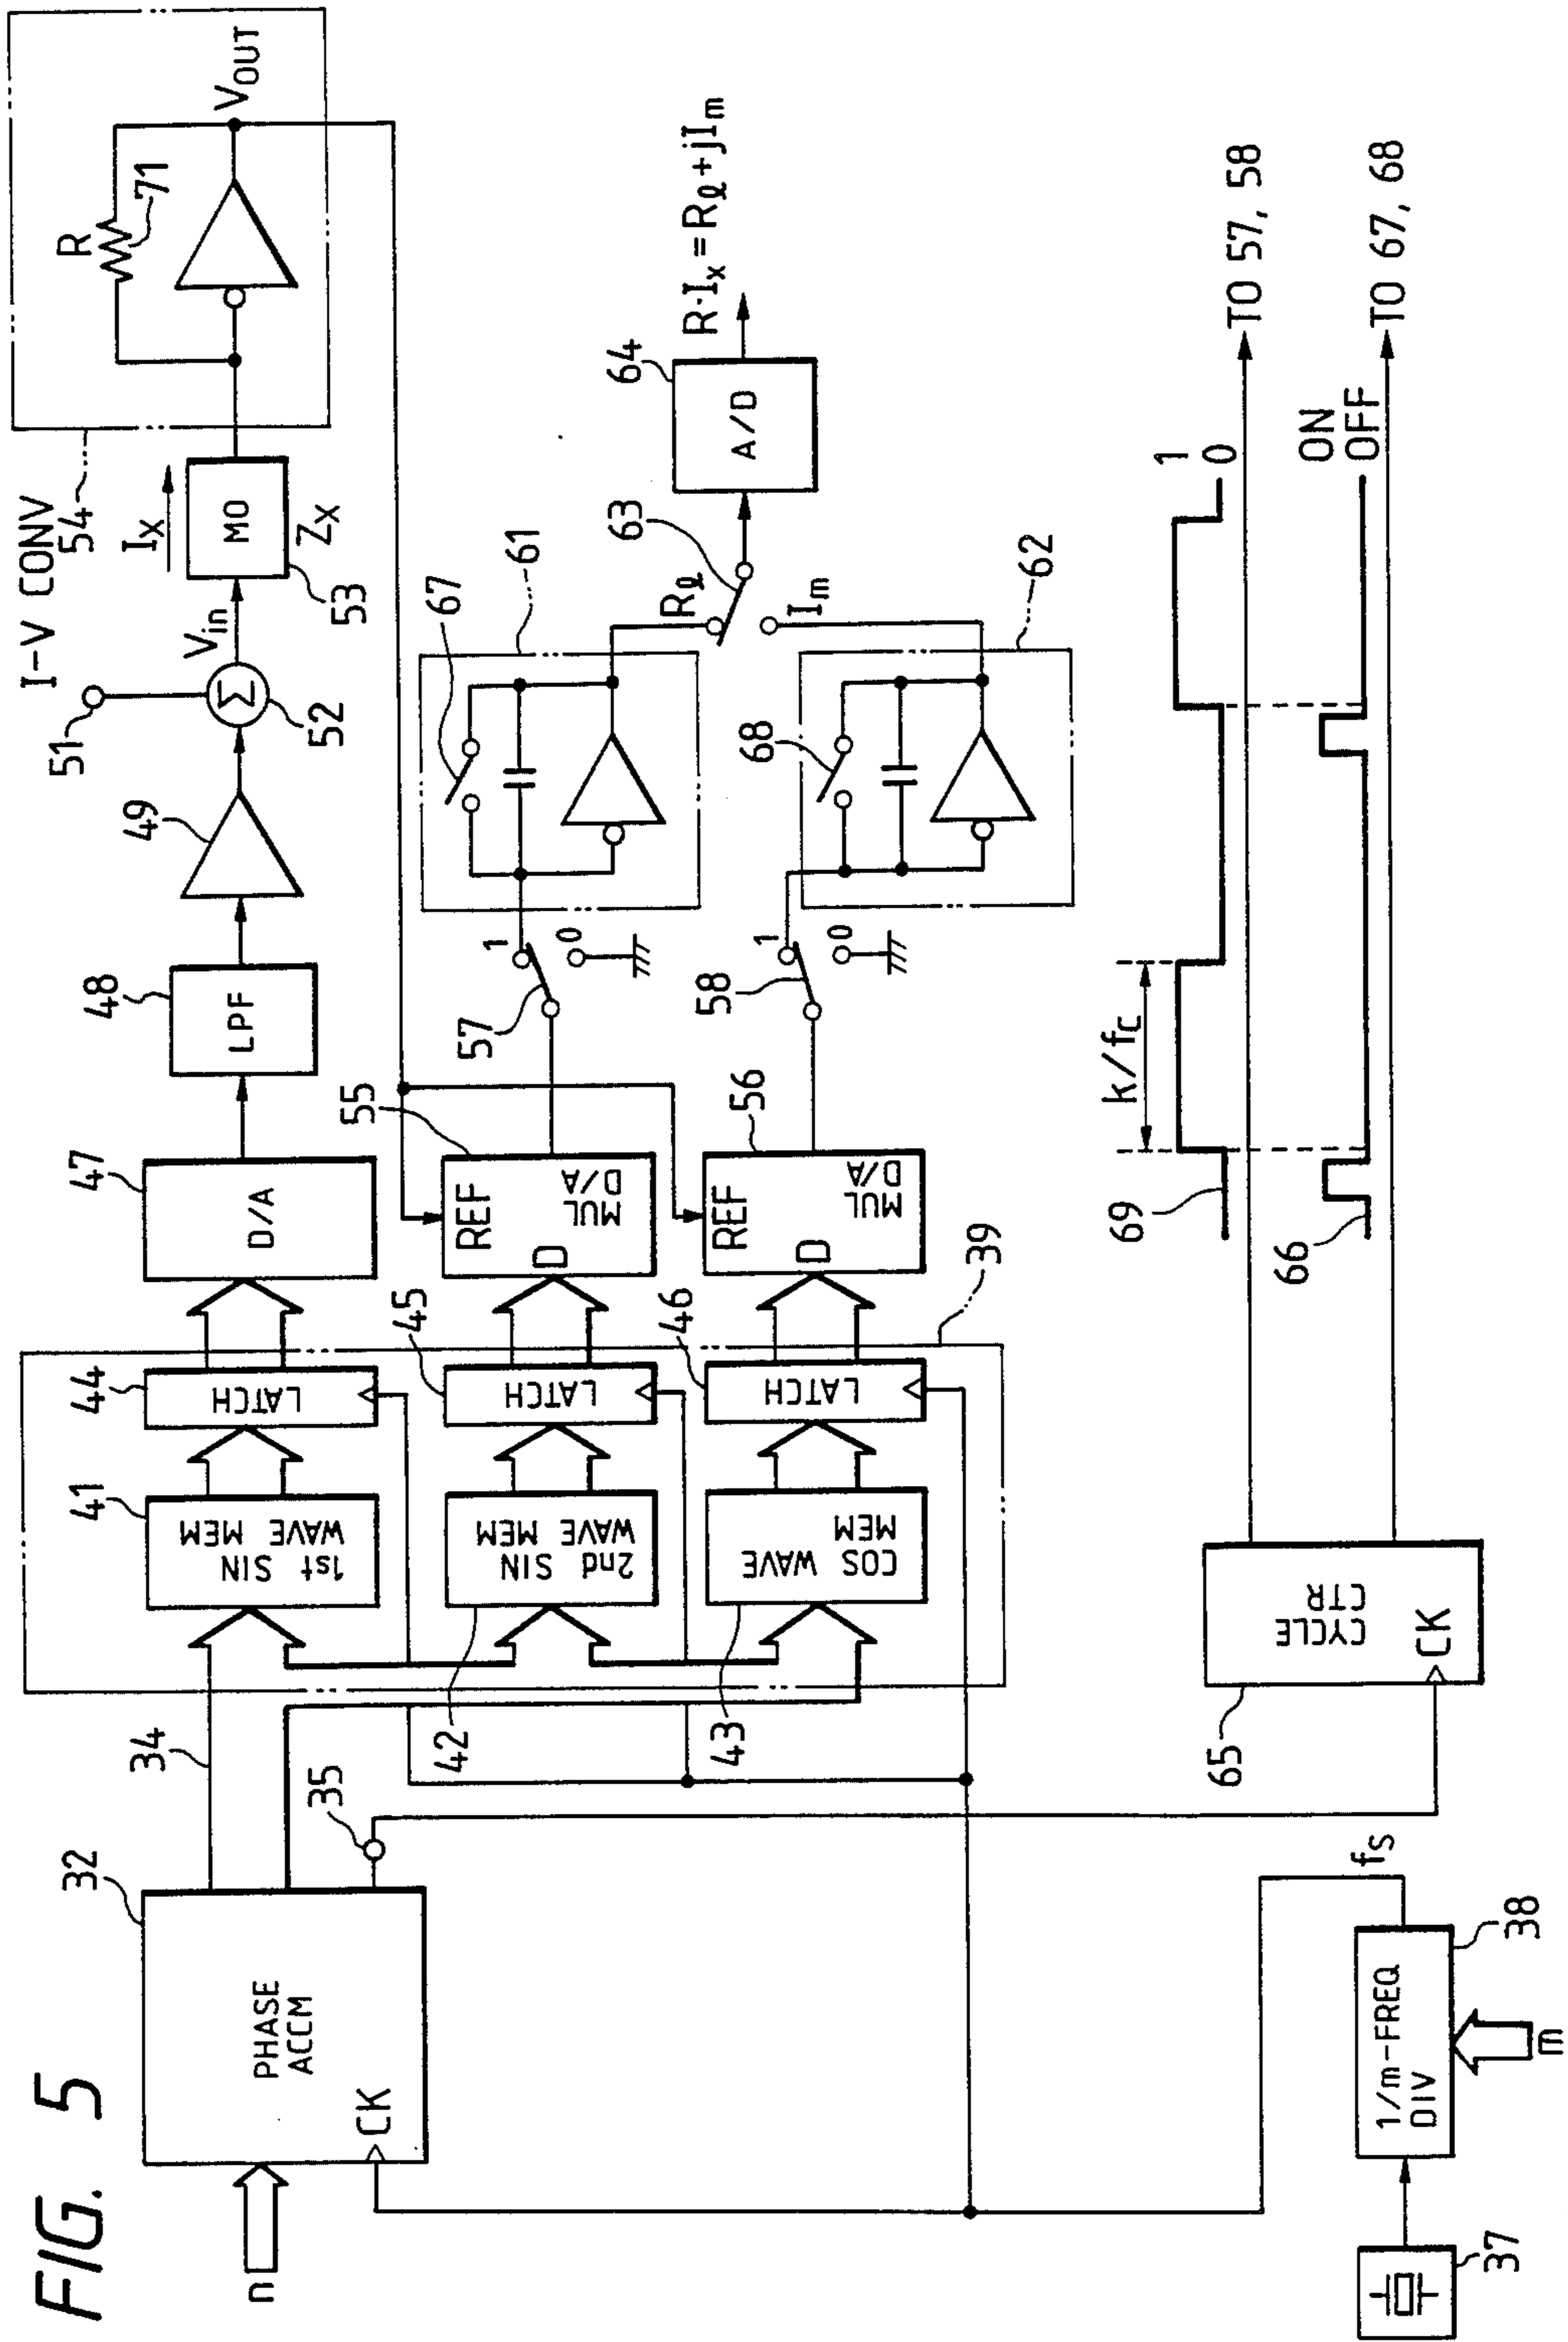 FIG. 5
n
32
PHASE
ACCM
CK
34
35
37
1/m-FREQ
DIV
38
m
fS
39
41
1st SIN
WAVE MEM
42
2nd SIN
WAVE MEM
43
COS WAVE
MEM
44
LATCH
45
LATCH
46
LATCH
47
D/A
48
LPF
49
51
52
Σ
Vin
I-V CONV
54
IX
MO
ZX
53
R
71
VOUT
55
REF
D
MUL
D/A
56
REF
D
MUL
D/A
57
1
0
58
1
0
61
67
62
68
Rℓ
Im
63
64
A/D
R·Ix = Rℓ + jIm
65
CYCLE
CTR
CK
69
k/fC
1
0
TO 57, 58
66
ON
OFF
TO 67, 68